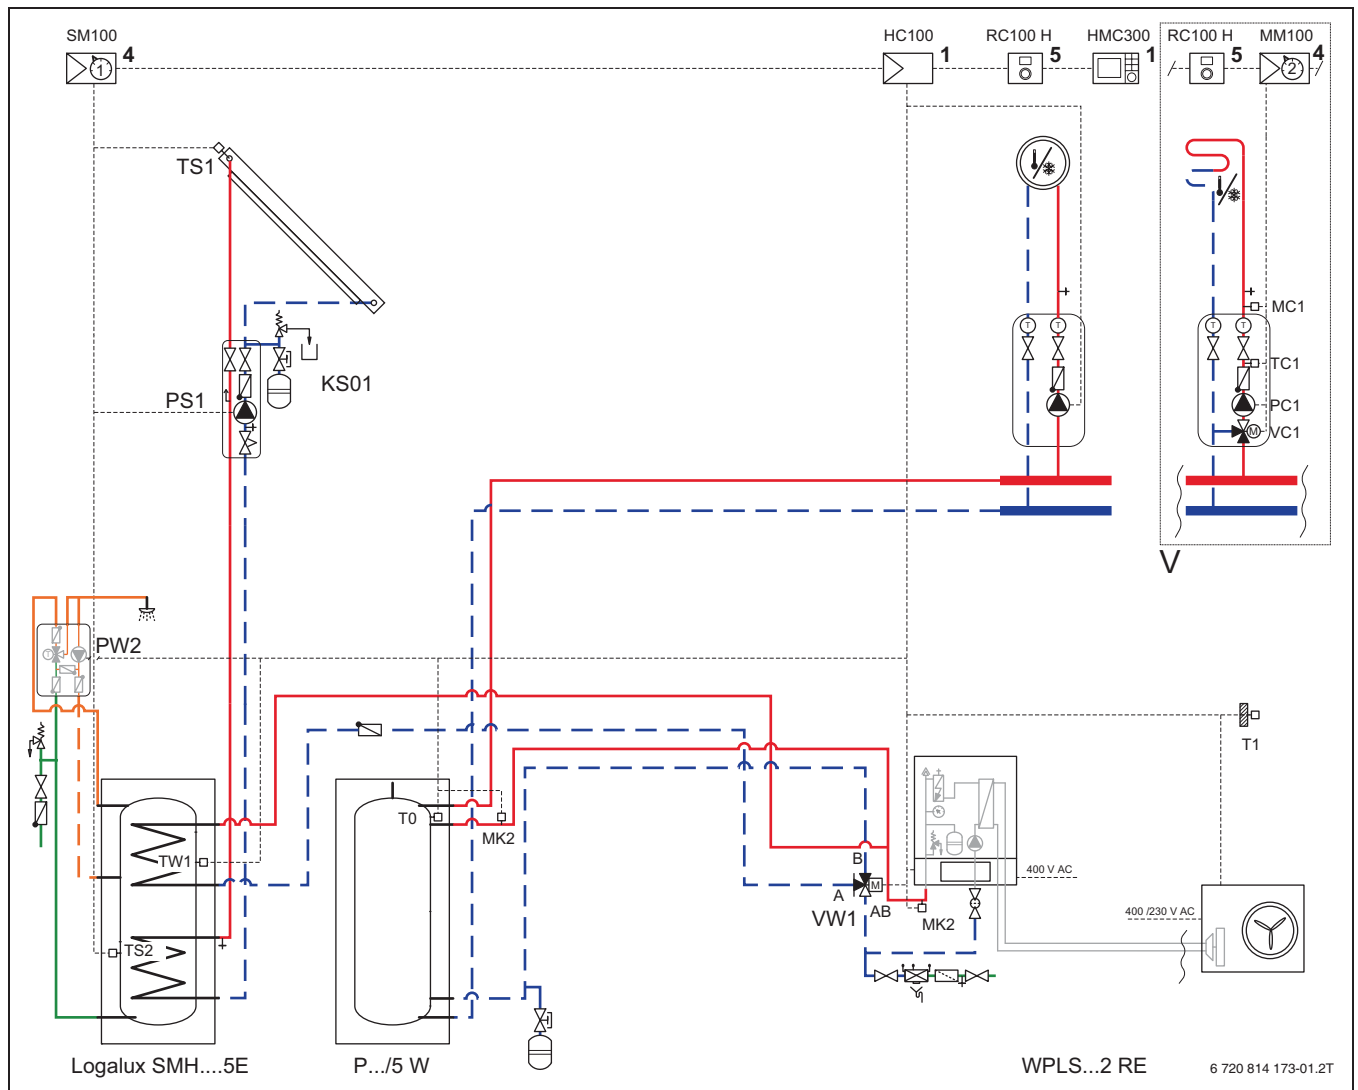 SM100 4
1
HC100 1
RC100 H 5
HMC300 1
RC100 H 5
MM100 4
2
TS1
MC1
T T
T T
KS01
TC1
PS1
PC1
M VC1
V
PW2
T
T1
T0
MK2
TW1
B
400 V AC
A
M
AB
VW1
MK2
400 /230 V AC
TS2
Logalux SMH....5E
P.../5 W
WPLS...2 RE
6 720 814 173-01.2T